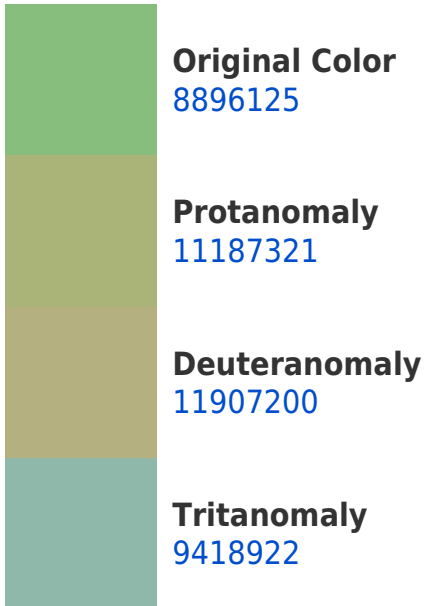 Original Color
8896125
Protanomaly
11187321
Deuteranomaly
11907200
Tritanomaly
9418922